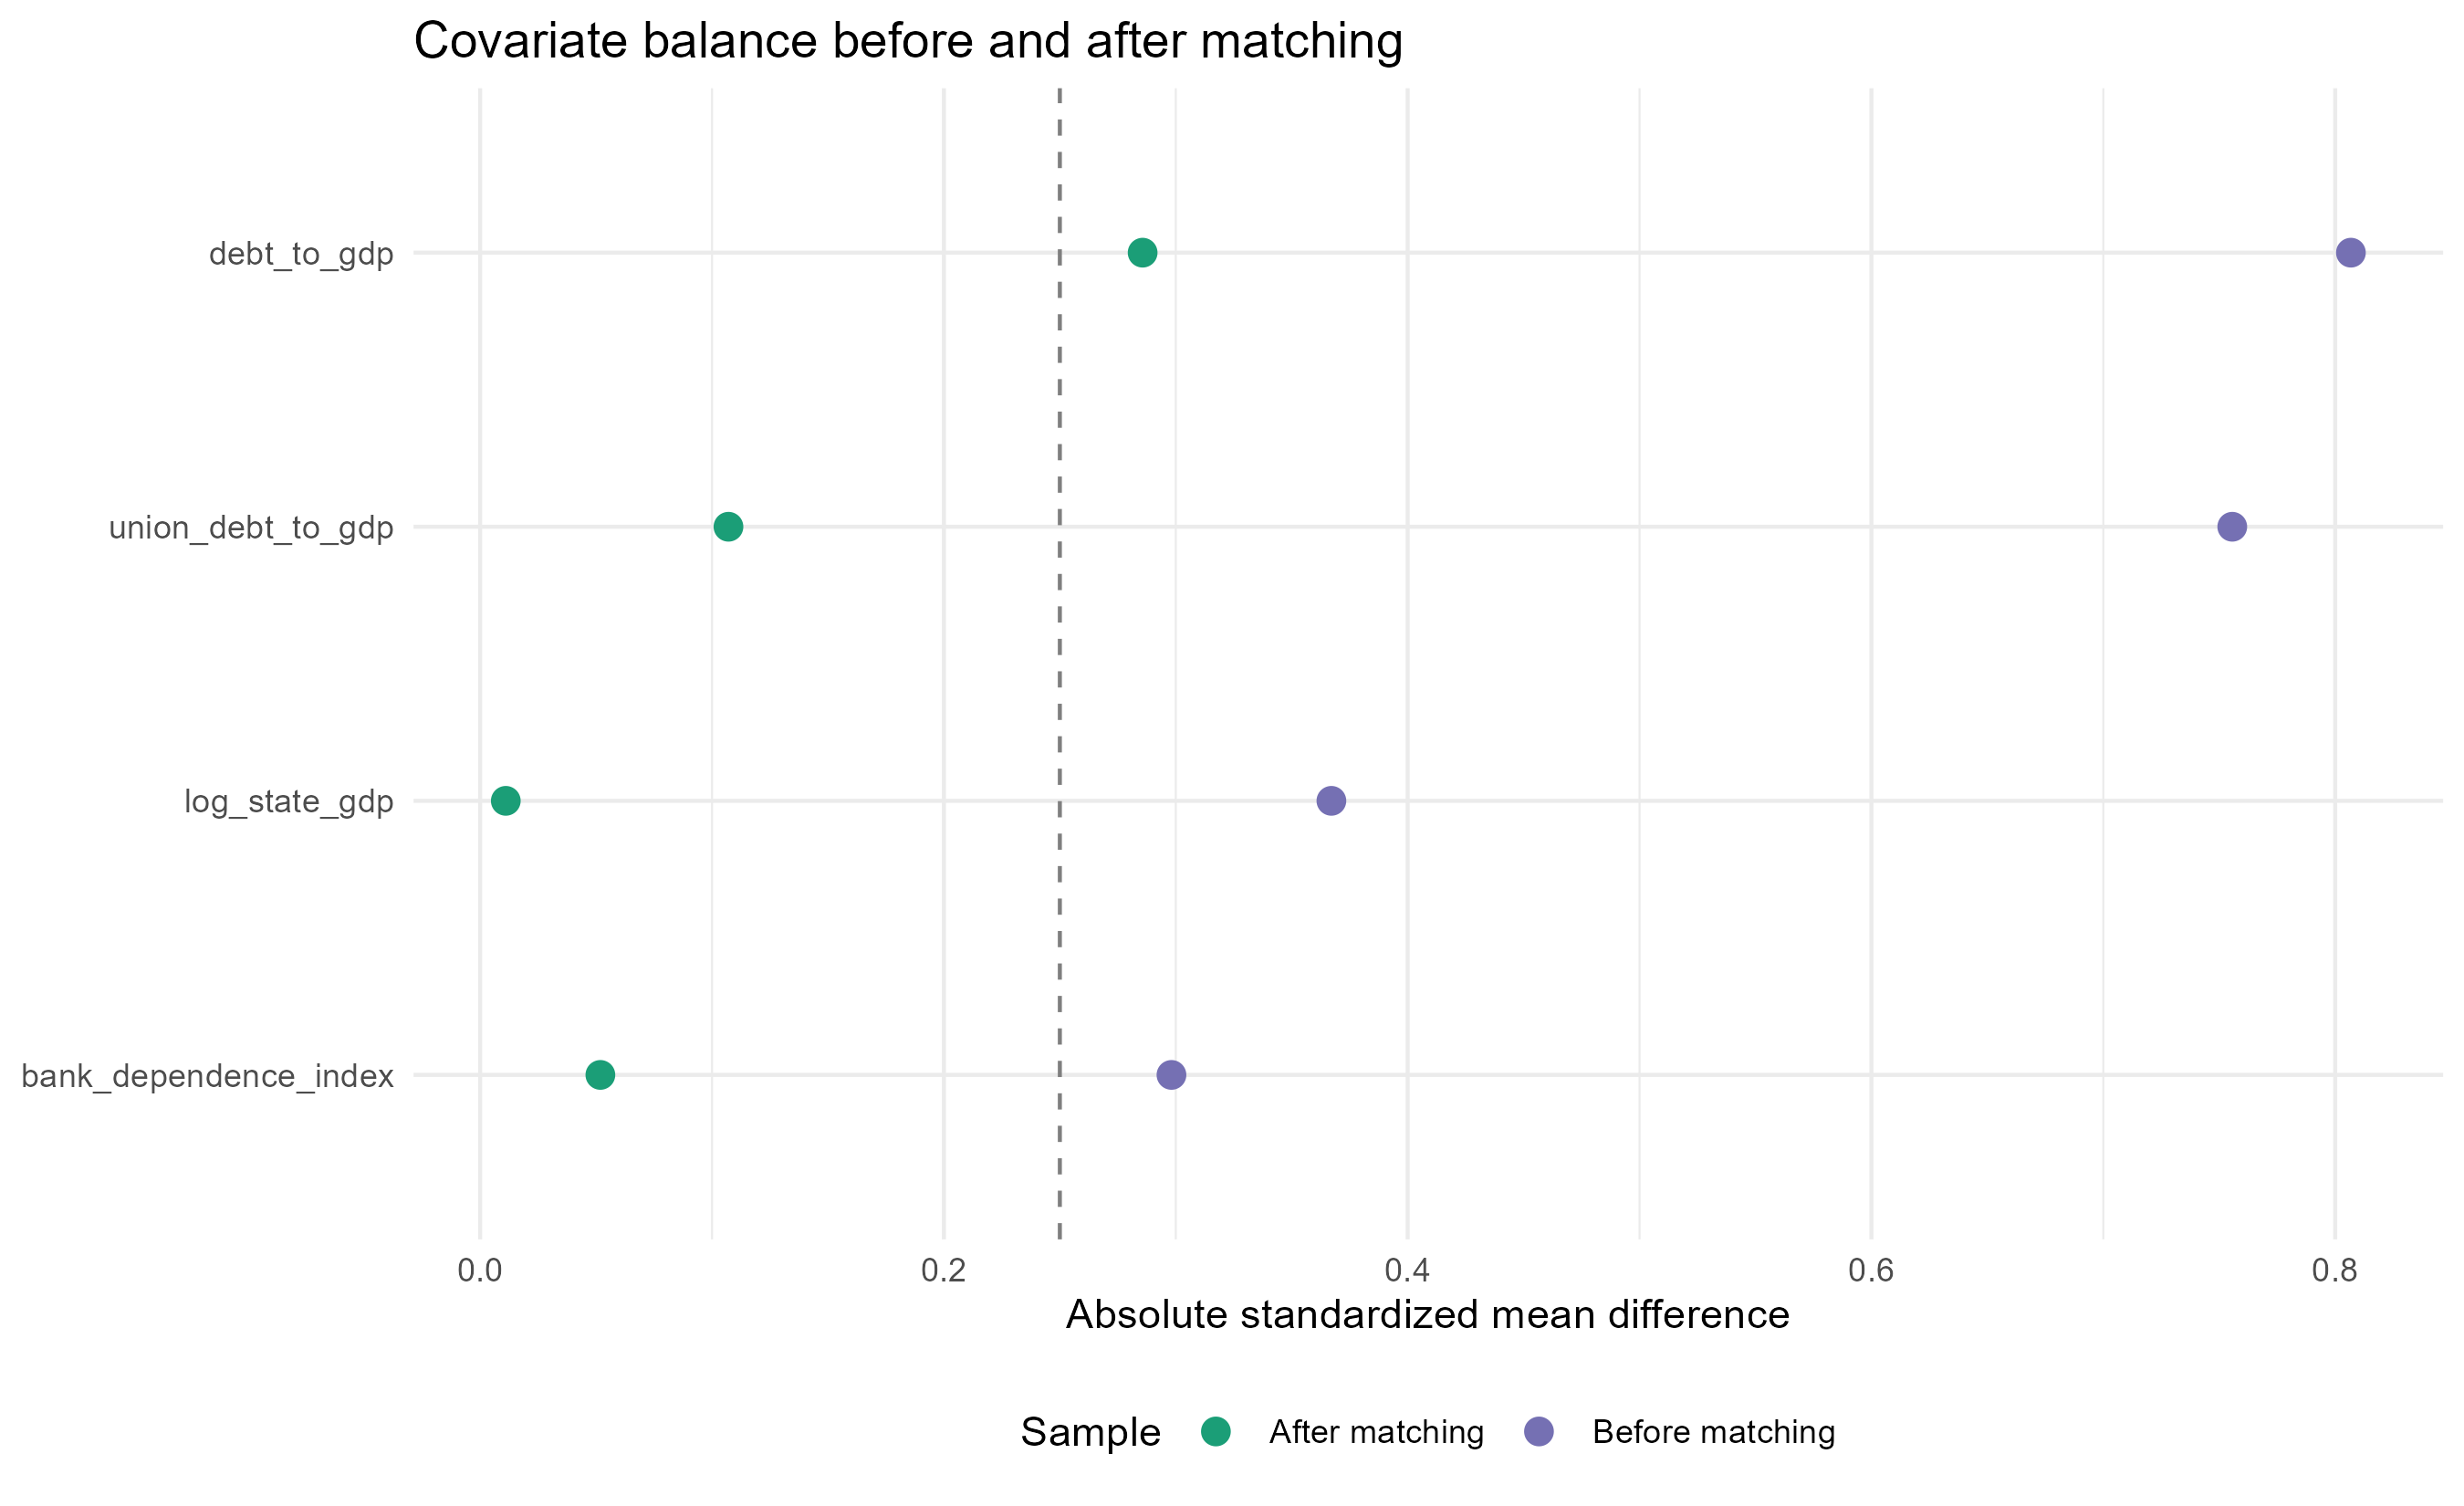 Covariate balance before and after matching
debt_to_gdp
union_debt_to_gdp
log_state_gdp
bank_dependence_index
0.0 0.2 0.4 0.6 0.8
Absolute standardized mean difference
Sample After matching Before matching